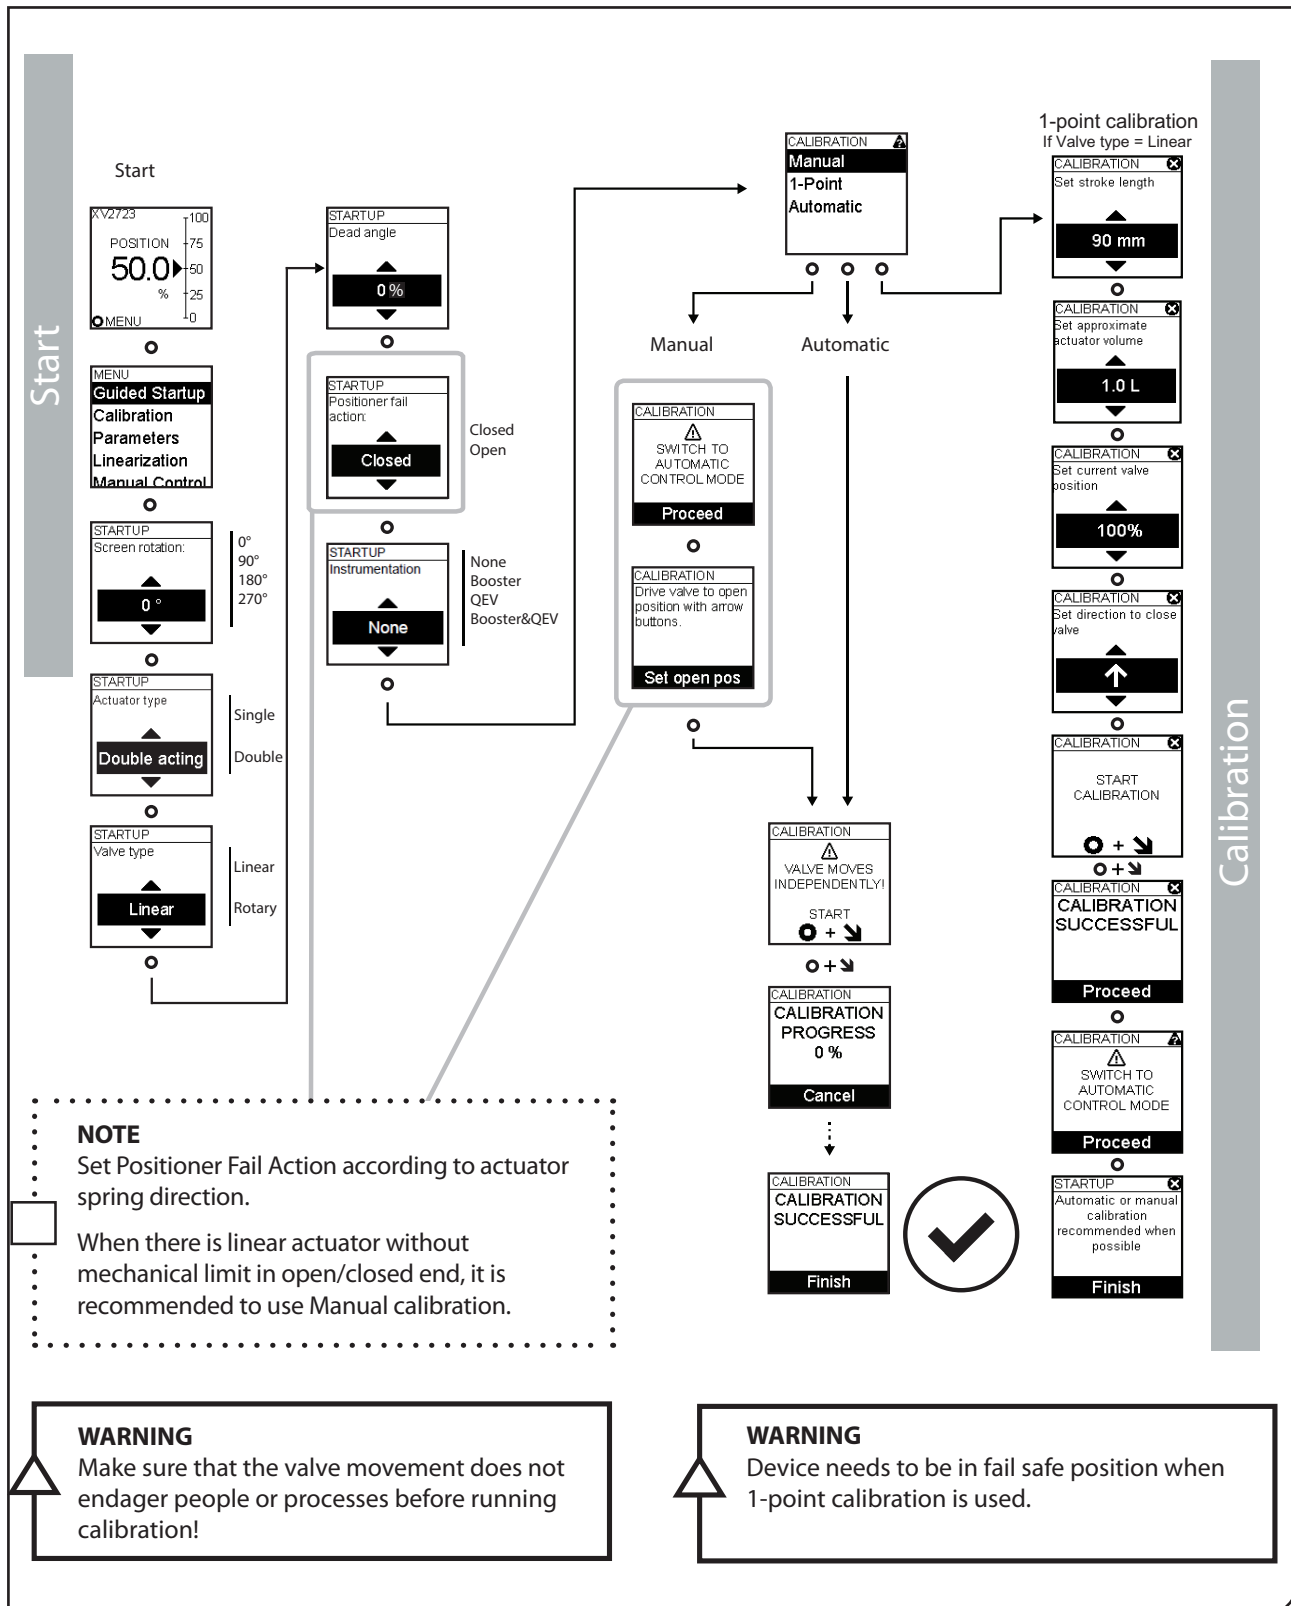 Start
Start
XV2723
100
POSITION
75
50.0
50
%
25
MENU
0
MENU
Guided Startup
Calibration
Parameters
Linearization
Manual Control
STARTUP
Screen rotation:
0 °
0°
90°
180°
270°
STARTUP
Actuator type
Double acting
Single
Double
STARTUP
Valve type
Linear
Linear
Rotary
STARTUP
Dead angle
0 %
STARTUP
Positioner fail
action:
Closed
Closed
Open
STARTUP
Instrumentation
None
None
Booster
QEV
Booster&QEV
CALIBRATION
Manual
1-Point
Automatic
Manual
Automatic
CALIBRATION
SWITCH TO
AUTOMATIC
CONTROL MODE
Proceed
CALIBRATION
Drive valve to open
position with arrow
buttons.
Set open pos
CALIBRATION
VALVE MOVES
INDEPENDENTLY!
START
+
+
CALIBRATION
CALIBRATION
PROGRESS
0 %
Cancel
CALIBRATION
CALIBRATION
SUCCESSFUL
Finish
1-point calibration
If Valve type = Linear
CALIBRATION
Set stroke length
90 mm
CALIBRATION
Set approximate
actuator volume
1.0 L
CALIBRATION
Set current valve
position
100%
CALIBRATION
Set direction to close
valve
CALIBRATION
START
CALIBRATION
+
+
CALIBRATION
CALIBRATION
SUCCESSFUL
Proceed
CALIBRATION
SWITCH TO
AUTOMATIC
CONTROL MODE
Proceed
STARTUP
Automatic or manual
calibration
recommended when
possible
Finish
Calibration
NOTE
Set Positioner Fail Action according to actuator
spring direction.
When there is linear actuator without
mechanical limit in open/closed end, it is
recommended to use Manual calibration.
WARNING
Make sure that the valve movement does not
endager people or processes before running
calibration!
WARNING
Device needs to be in fail safe position when
1-point calibration is used.